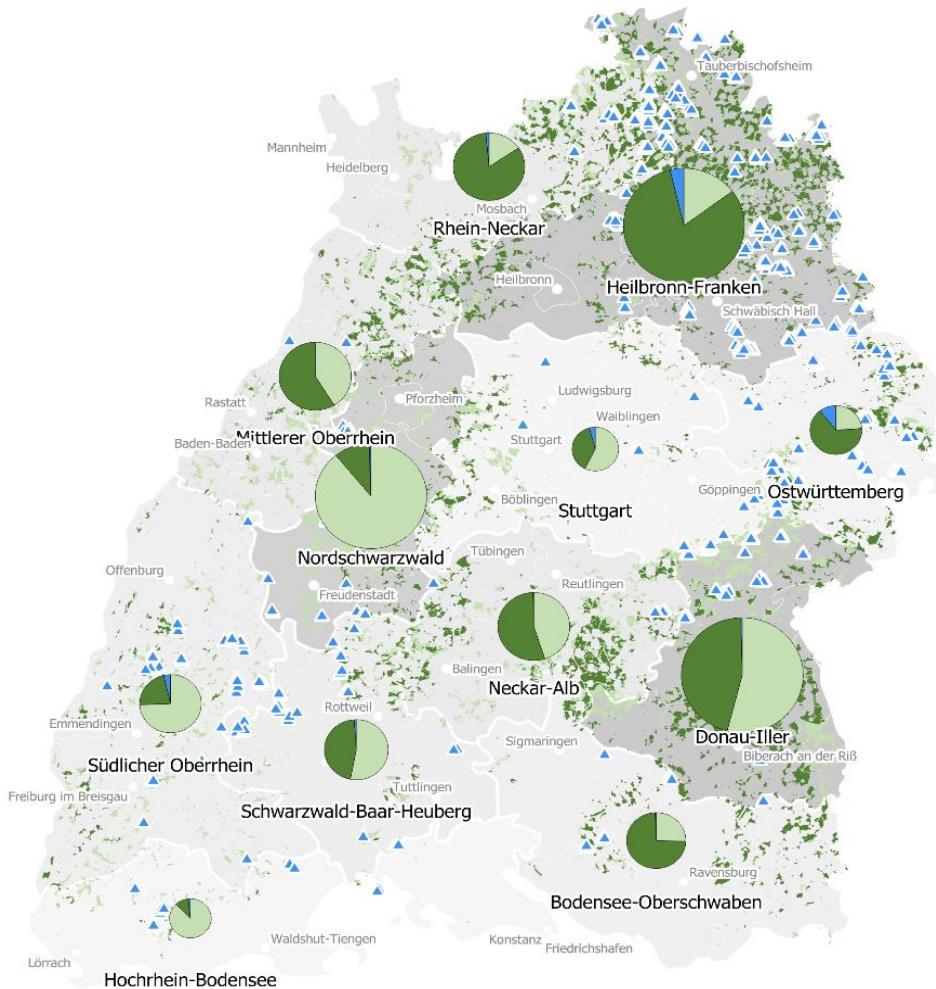 Tauberbischofsheim
Mannheim
Heidelberg
Mosbach
Rhein-Neckar
Heilbronn
Heilbronn-Franken
Schwäbisch Hall
Rastatt
Pforzheim
Ludwigsburg
Waiblingen
Mittlerer Oberrhein
Baden-Baden
Stuttgart
Böblingen
Stuttgart
Göppingen
Ostwürttemberg
Nordschwarzwald
Tübingen
Reutlingen
Offenburg
Freudenstadt
Balingen
Neckar-Alb
Rottweil
Emmendingen
Südlicher Oberrhein
Sigmaringen
Donau-Iller
Biberach an der Riß
Freiburg im Breisgau
Tuttlingen
Schwarzwald-Baar-Heuberg
Ravensburg
Bodensee-Oberschwaben
Waldshut-Tiengen
Konstanz
Friedrichshafen
Lörrach
Hochrhein-Bodensee